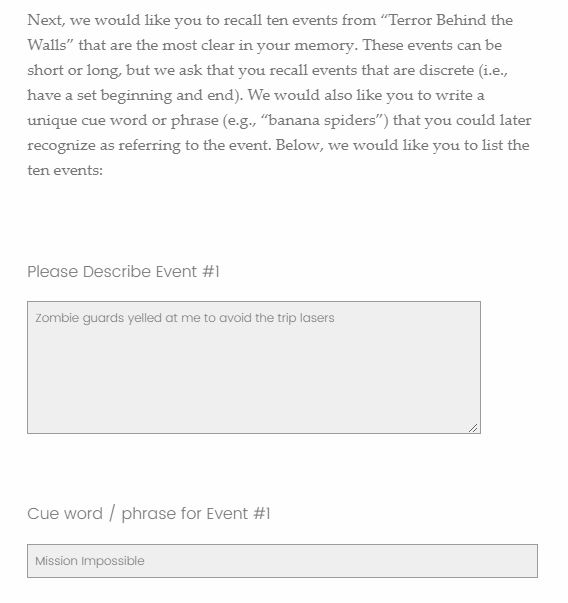 Next, we would like you to recall ten events from “Terror Behind the
Walls” that are the most clear in your memory. These events can be
short or long, but we ask that you recall events that are discrete (i.e.,
have a set beginning and end). We would also like you to write a
unique cue word or phrase (e.g., “banana spiders”) that you could later
recognize as referring to the event. Below, we would like you to list the
ten events:
Please Describe Event #1
Zombie guards yelled at me to avoid the trip lasers
Cue word / phrase for Event #1
Mission Impossible